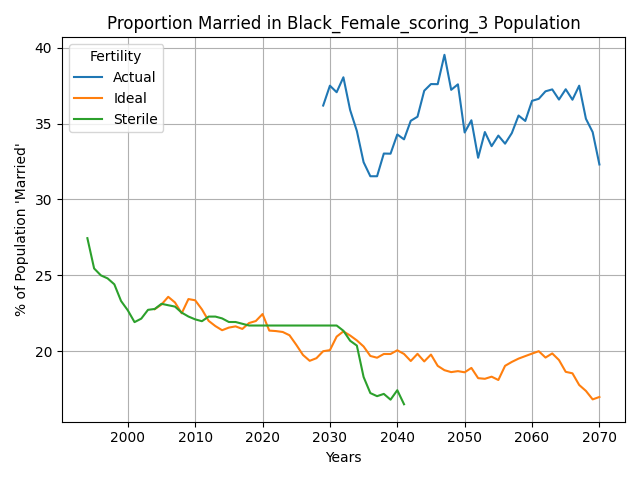 Proportion Married in Black_Female_scoring_3 Population
Fertility
Actual
Ideal
Sterile
% of Population 'Married'
40
35
30
25
20
2000
2010
2020
2030
2040
2050
2060
2070
Years